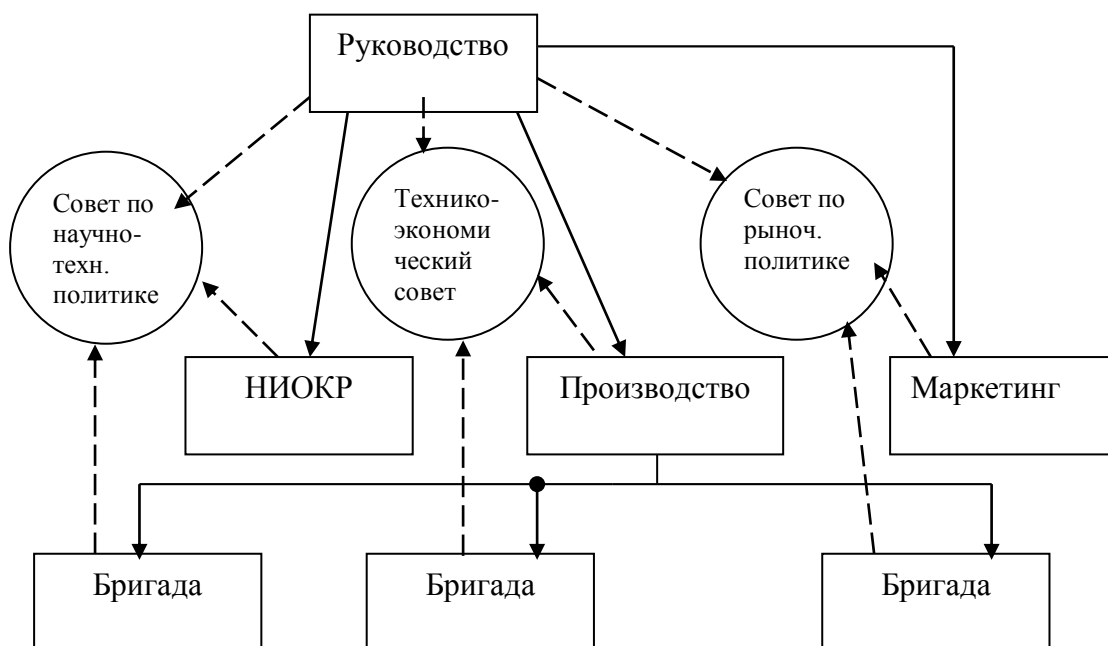 Руководство
Совет по
научно-
техн.
политике
Технико-
экономи
ческий
совет
Совет по
рыноч.
политике
НИОКР
Производство
Маркетинг
Бригада
Бригада
Бригада